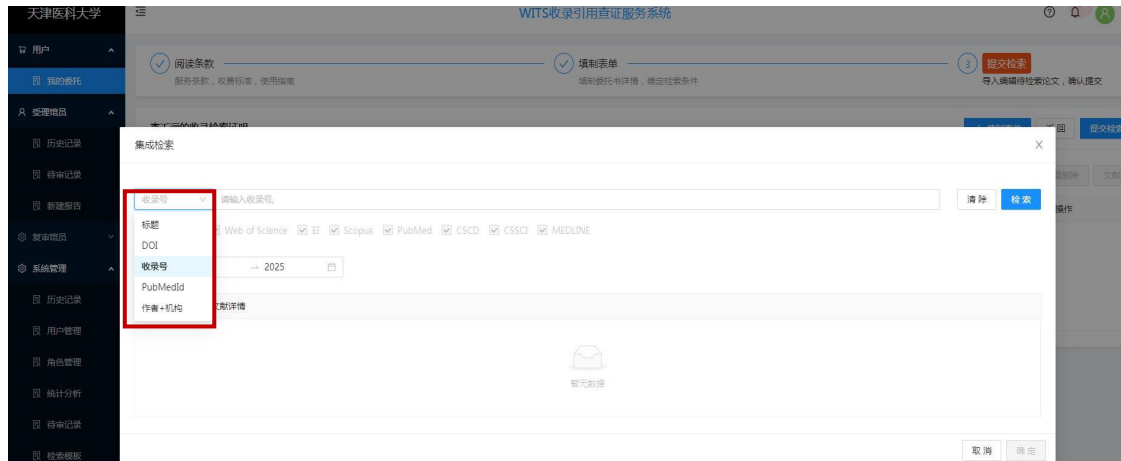 天津医科大学
WITS收录引用查证服务系统
用户
我的委托
受理馆员
历史记录
待审记录
新建报告
复审馆员
系统管理
历史记录
用户管理
角色管理
统计分析
待审记录
检索模板
阅读条款
服务条款，收费标准，使用指南
填制表单
填制委托书详情，确定检索条件
3 提交检索
导入编辑待检索论文，确认提交
返回 提交检索
操作
集成检索
收录号 请输入收录号,
清除 检索
标题
DOI
收录号
PubMedId
作者+机构
Web of Science EI Scopus PubMed CSCD CSSCI MEDLINE
→ 2025
文献详情
暂无数据
取消 确定